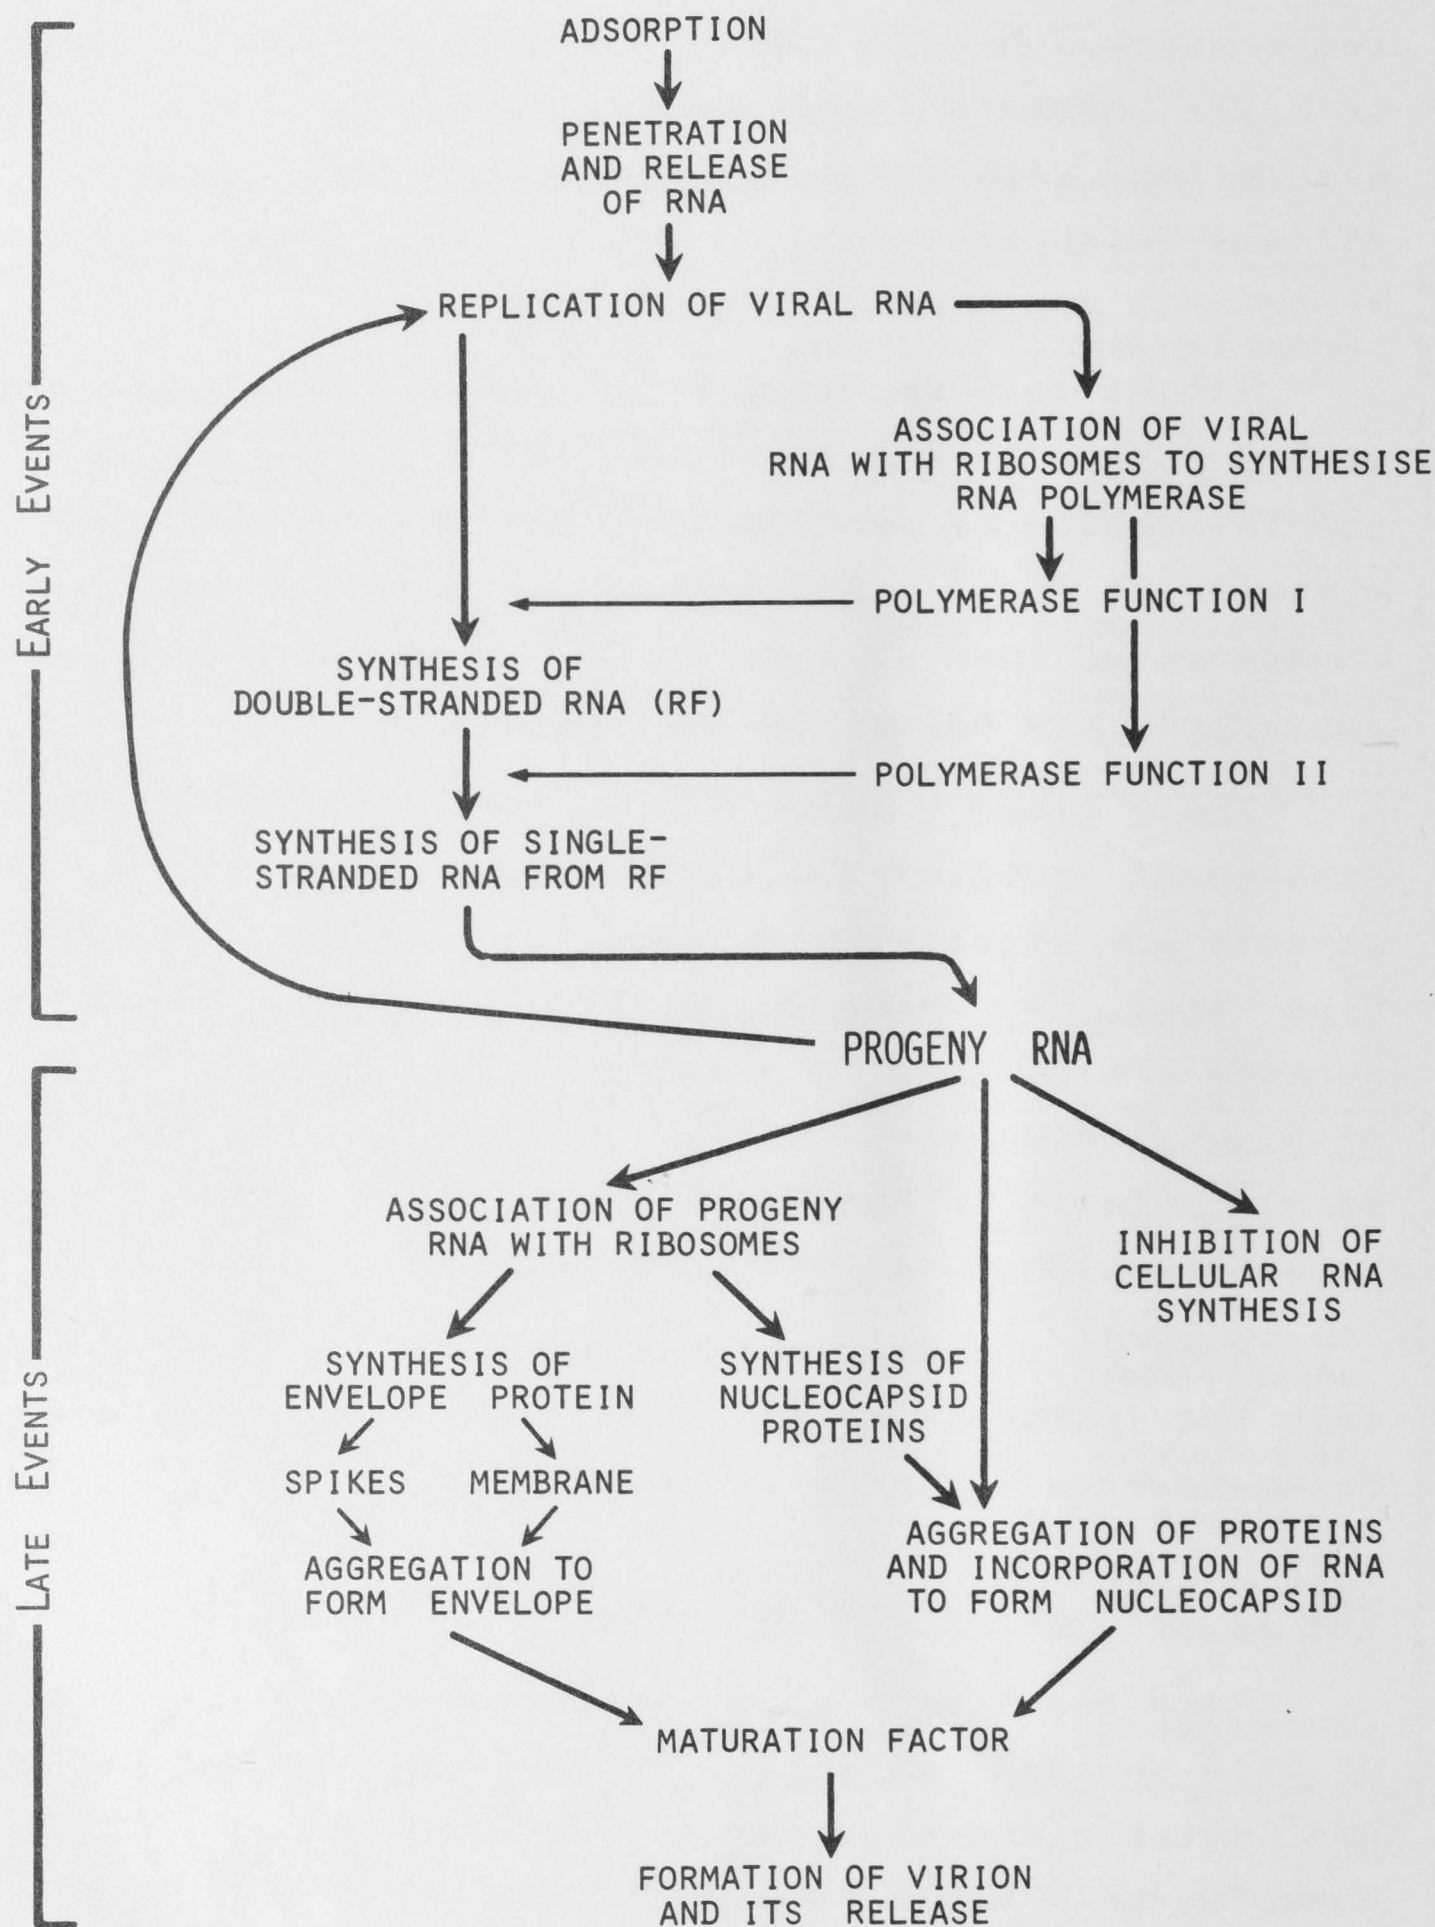 ADSORPTION
PENETRATION
AND RELEASE
OF RNA
REPLICATION OF VIRAL RNA
ASSOCIATION OF VIRAL
RNA WITH RIBOSOMES TO SYNTHESISE
RNA POLYMERASE
POLYMERASE FUNCTION I
SYNTHESIS OF
DOUBLE-STRANDED RNA (RF)
POLYMERASE FUNCTION II
SYNTHESIS OF SINGLE-
STRANDED RNA FROM RF
EARLY EVENTS
PROGENY RNA
ASSOCIATION OF PROGENY
RNA WITH RIBOSOMES
INHIBITION OF
CELLULAR RNA
SYNTHESIS
SYNTHESIS OF
ENVELOPE PROTEIN
SYNTHESIS OF
NUCLEOCAPSID
PROTEINS
SPIKES
MEMBRANE
AGGREGATION TO
FORM ENVELOPE
AGGREGATION OF PROTEINS
AND INCORPORATION OF RNA
TO FORM NUCLEOCAPSID
MATURATION FACTOR
FORMATION OF VIRION
AND ITS RELEASE
LATE EVENTS